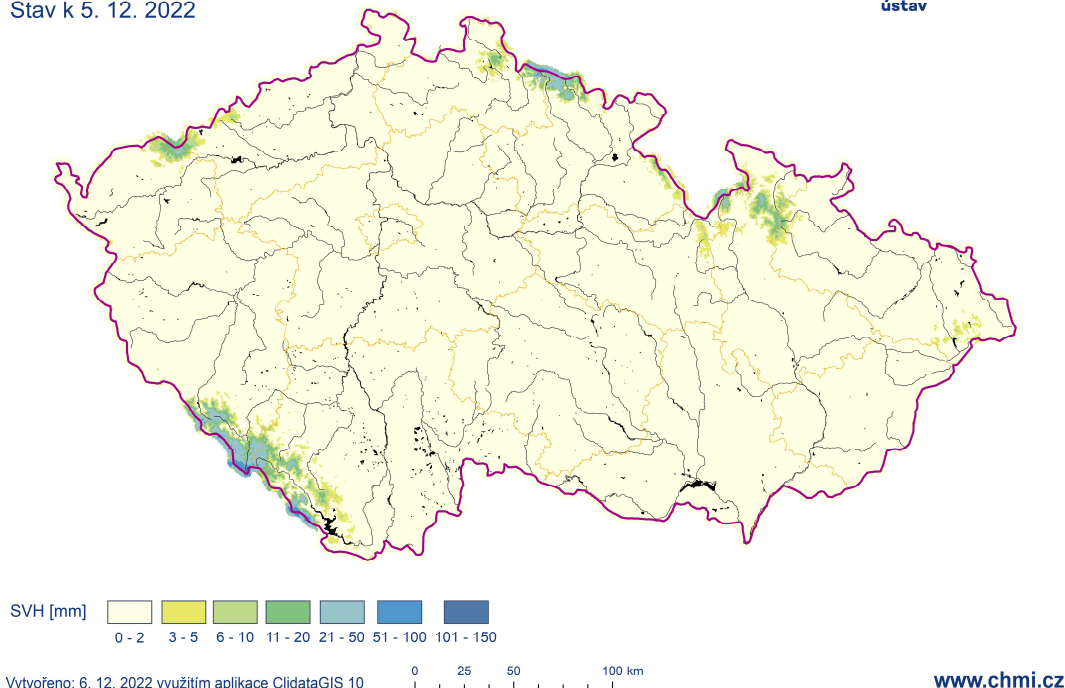 Stav k 5. 12. 2022
ústav
SVH [mm]
0 - 2
3 - 5
6 - 10
11 - 20
21 - 50
51 - 100
101 - 150
0 25 50 100 km
Vytvořeno: 6. 12. 2022 využitím aplikace ClidataGIS 10
www.chmi.cz